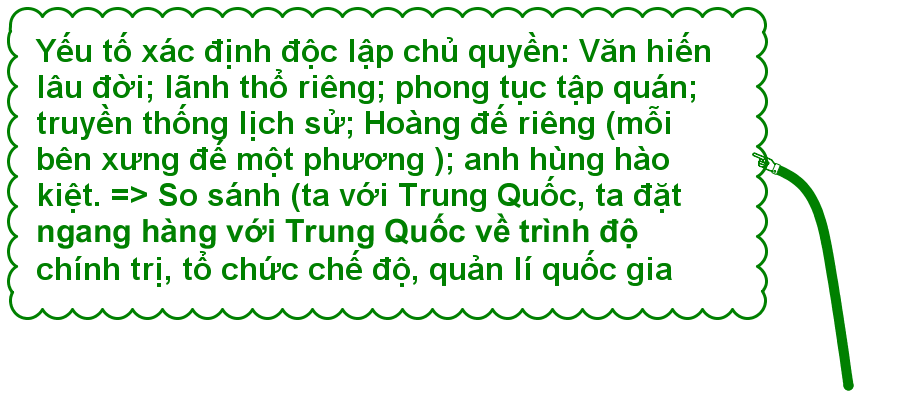 Yếu tố xác định độc lập chủ quyền: Văn hiến
lâu đời; lãnh thổ riêng; phong tục tập quán;
truyền thống lịch sử; Hoàng đế riêng (mỗi
bên xưng đế một phương ); anh hùng hào
kiệt. => So sánh (ta với Trung Quốc, ta đặt
ngang hàng với Trung Quốc về trình độ
chính trị, tổ chức chế độ, quản lí quốc gia